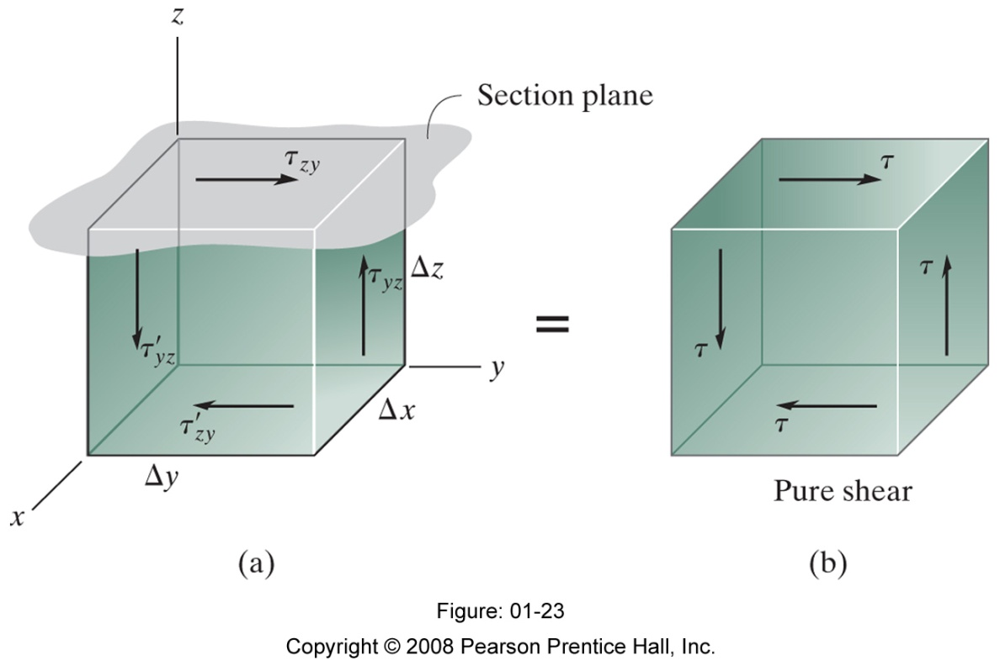 z
Section plane
τzy
Δz
τyz
τ′yz
y
Δx
τ′zy
Δy
x
(a)
=
τ
τ
τ
τ
Pure shear
(b)
Figure: 01-23
Copyright © 2008 Pearson Prentice Hall, Inc.